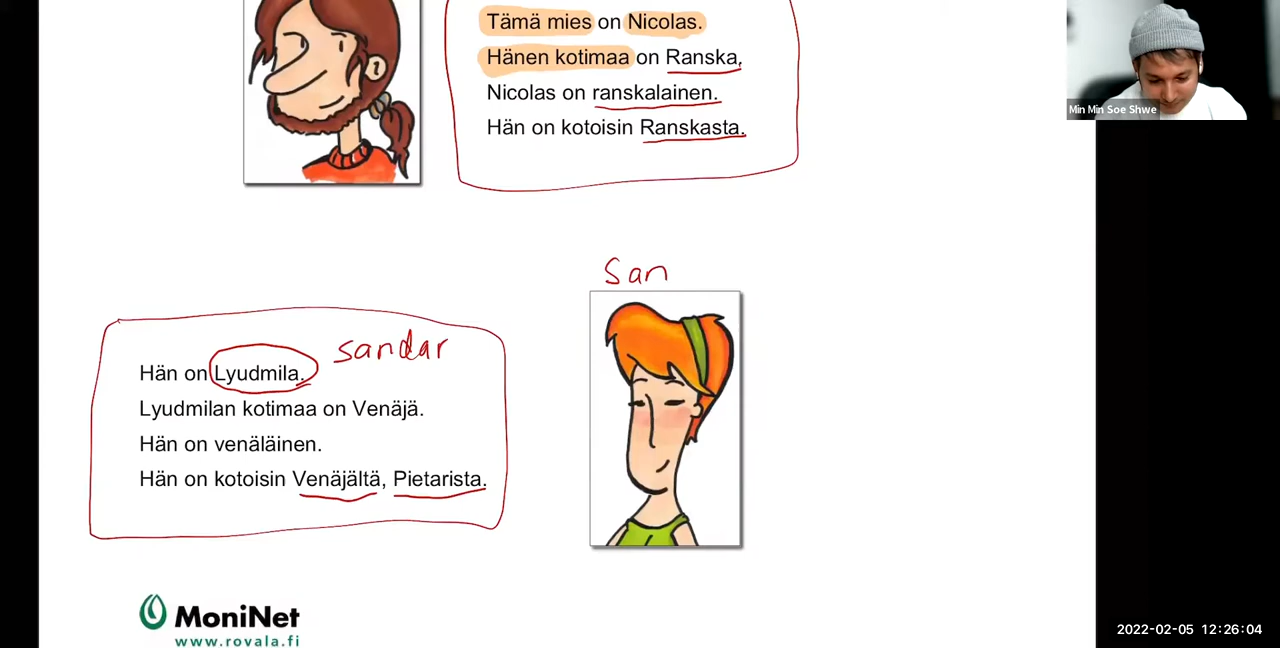 Tämä mies on Nicolas.
Hänen kotimaa on Ranska.
Nicolas on ranskalainen.
Hän on kotoisin Ranskasta.
Min Min Soe Shwe
San
sandar
Hän on Lyudmila.
Lyudmilan kotimaa on Venäjä.
Hän on venäläinen.
Hän on kotoisin Venäjältä, Pietarista.
MoniNet
www.rovala.fi
2022-02-05 12:26:04